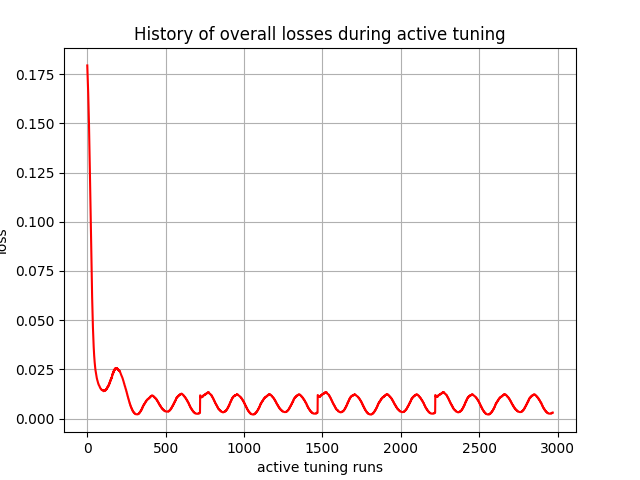 History of overall losses during active tuning
0.175
0.150
0.125
0.100
0.075
0.050
0.025
0.000
loss
0 500 1000 1500 2000 2500 3000
active tuning runs